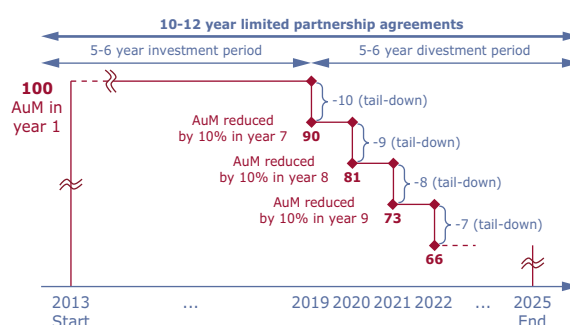 10-12 year limited partnership agreements
5-6 year investment period
5-6 year divestment period
100
AuM in
year 1
-10 (tail-down)
AuM reduced
by 10% in year 7
90
-9 (tail-down)
AuM reduced
by 10% in year 8
81
-8 (tail-down)
AuM reduced
by 10% in year 9
73
-7 (tail-down)
66
2013 ... 2019 2020 2021 2022 ... 2025
Start End